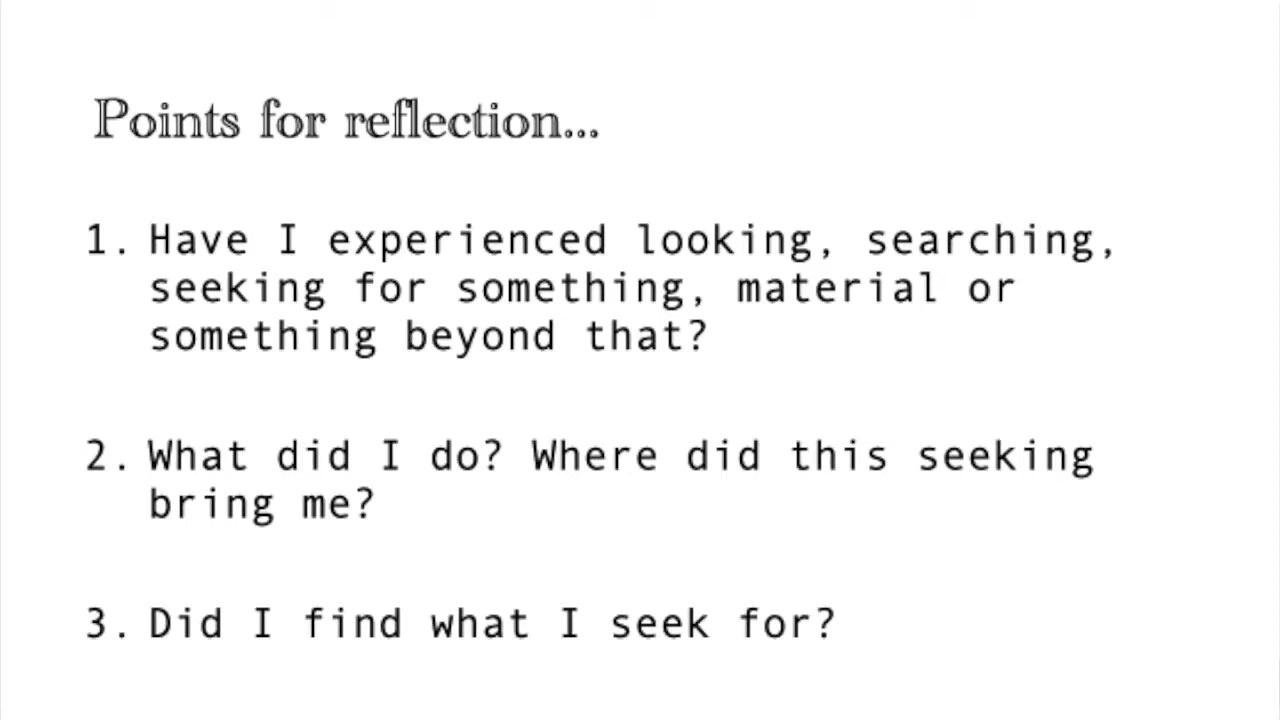 Points for reflection...
1. Have I experienced looking, searching,
seeking for something, material or
something beyond that?
2. What did I do? Where did this seeking
bring me?
3. Did I find what I seek for?